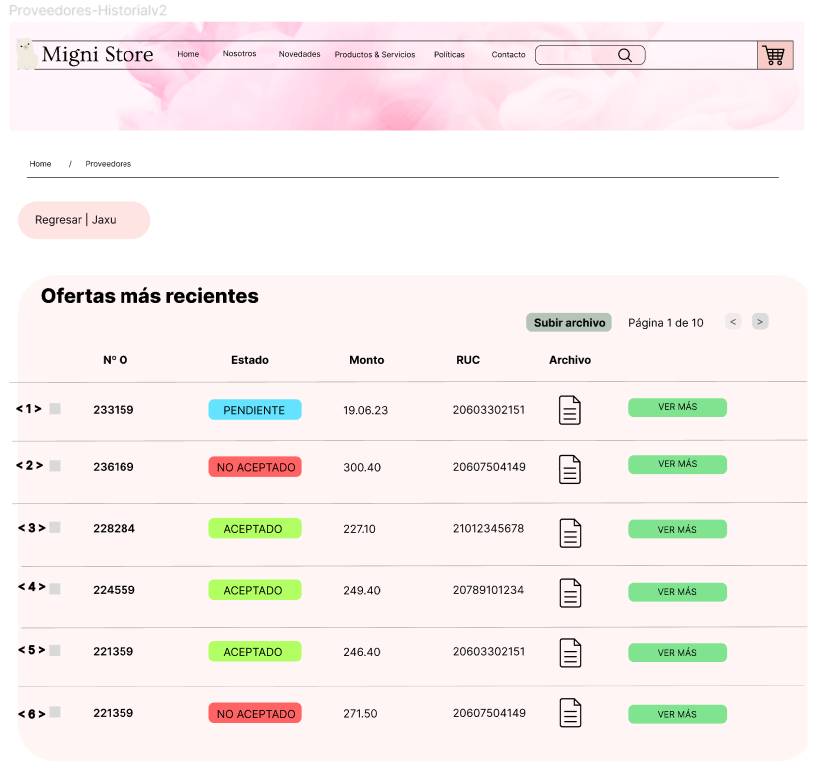 Proveedores-Historialv2
Migni Store Home Nosotros Novedades Productos & Servicios Políticas Contacto
Home / Proveedores
Regresar | Jaxu
Ofertas más recientes
Subir archivo Página 1 de 10 < >
Nº 0 Estado Monto RUC Archivo
< 1 > 233159 PENDIENTE 19.06.23 20603302151 VER MÁS
< 2 > 236169 NO ACEPTADO 300.40 20607504149 VER MÁS
< 3 > 228284 ACEPTADO 227.10 21012345678 VER MÁS
< 4 > 224559 ACEPTADO 249.40 20789101234 VER MÁS
< 5 > 221359 ACEPTADO 246.40 20603302151 VER MÁS
< 6 > 221359 NO ACEPTADO 271.50 20607504149 VER MÁS